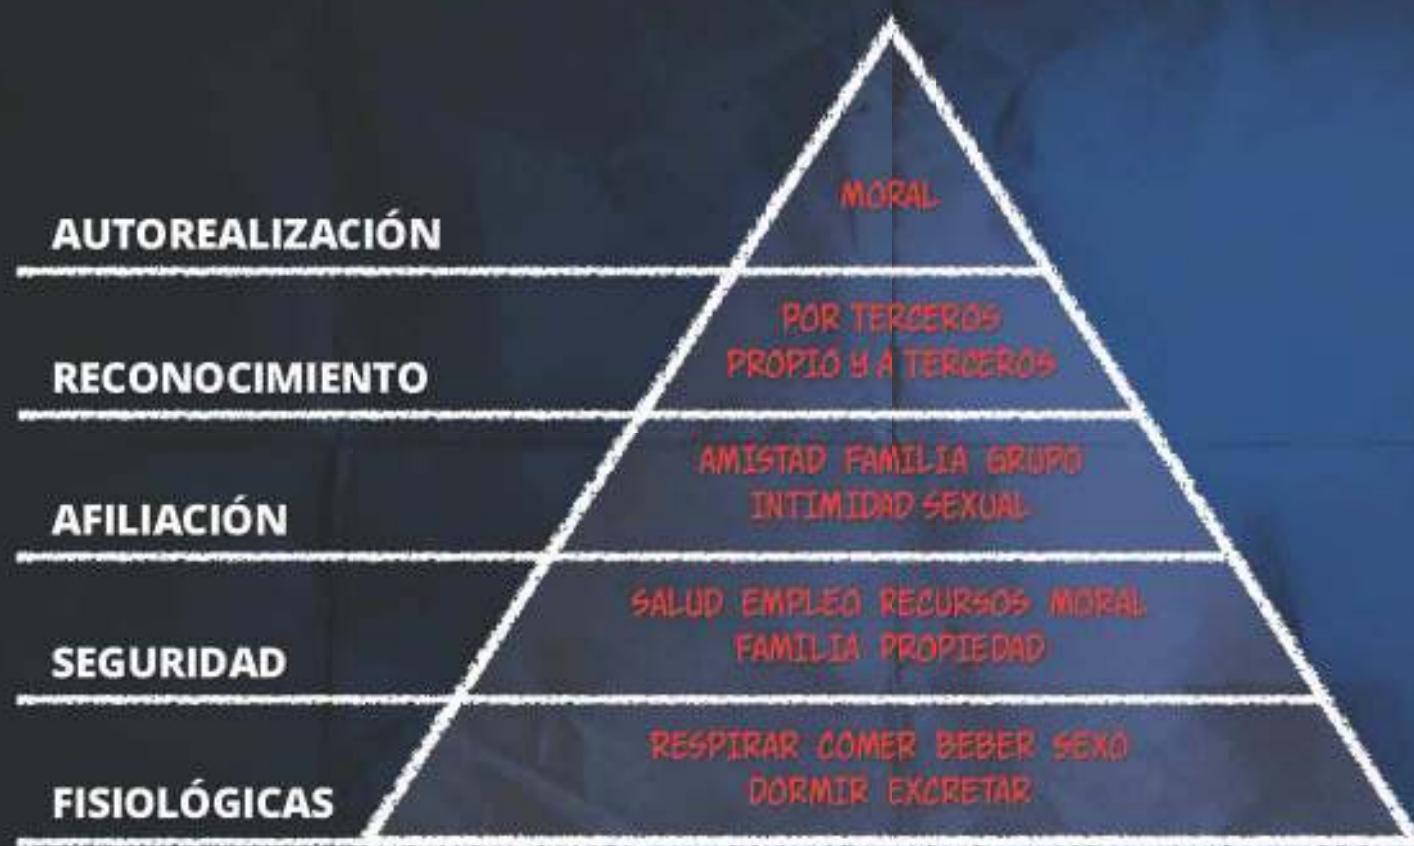 MORAL
AUTOREALIZACIÓN
POR TERCEROS
PROPIO Y A TERCEROS
RECONOCIMIENTO
AMISTAD FAMILIA GRUPO
INTIMIDAD SEXUAL
AFILIACIÓN
SALUD EMPLEO RECURSOS MORAL
FAMILIA PROPIEDAD
SEGURIDAD
RESPIRAR COMER BEBER SEXO
DORMIR EXCRETAR
FISIOLÓGICAS